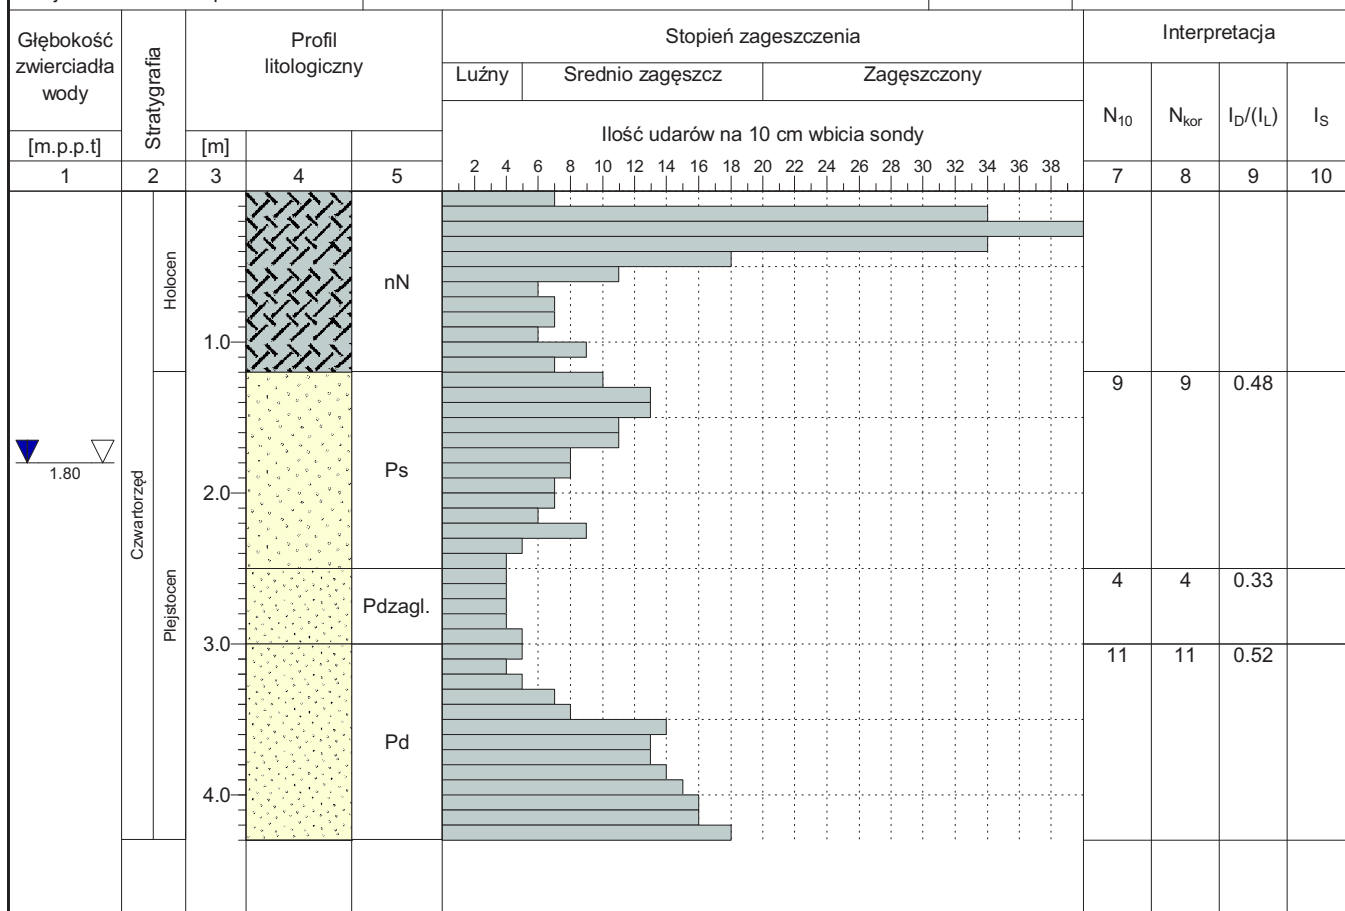 Głębokość
zwierciadła
wody
[m.p.p.t]
Stratygrafia
Profil
litologiczny
[m]
Stopień zageszczenia
Luźny Srednio zagęszcz Zagęszczony
Ilość udarów na 10 cm wbicia sondy
2 4 6 8 10 12 14 16 18 20 22 24 26 28 30 32 34 36 38
Interpretacja
N10 Nkor ID/(IL) IS
1 2 3 4 5 7 8 9 10
Holocen
nN
1.0
9 9 0.48
1.80
Ps
2.0
Czwartorzęd
Plejstocen
4 4 0.33
Pdzagl.
3.0
11 11 0.52
Pd
4.0